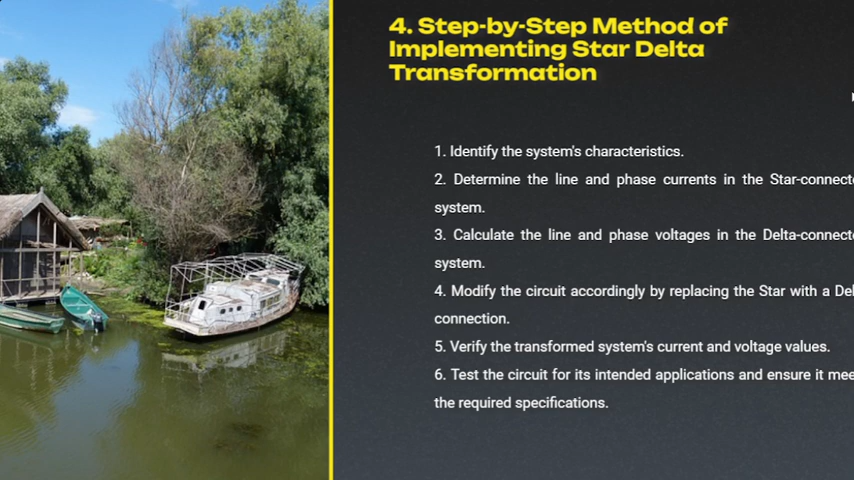 4. Step-by-Step Method of
Implementing Star Delta
Transformation
1. Identify the system's characteristics.
2. Determine the line and phase currents in the Star-connecte
system.
3. Calculate the line and phase voltages in the Delta-connecte
system.
4. Modify the circuit accordingly by replacing the Star with a Del
connection.
5. Verify the transformed system's current and voltage values.
6. Test the circuit for its intended applications and ensure it mee
the required specifications.